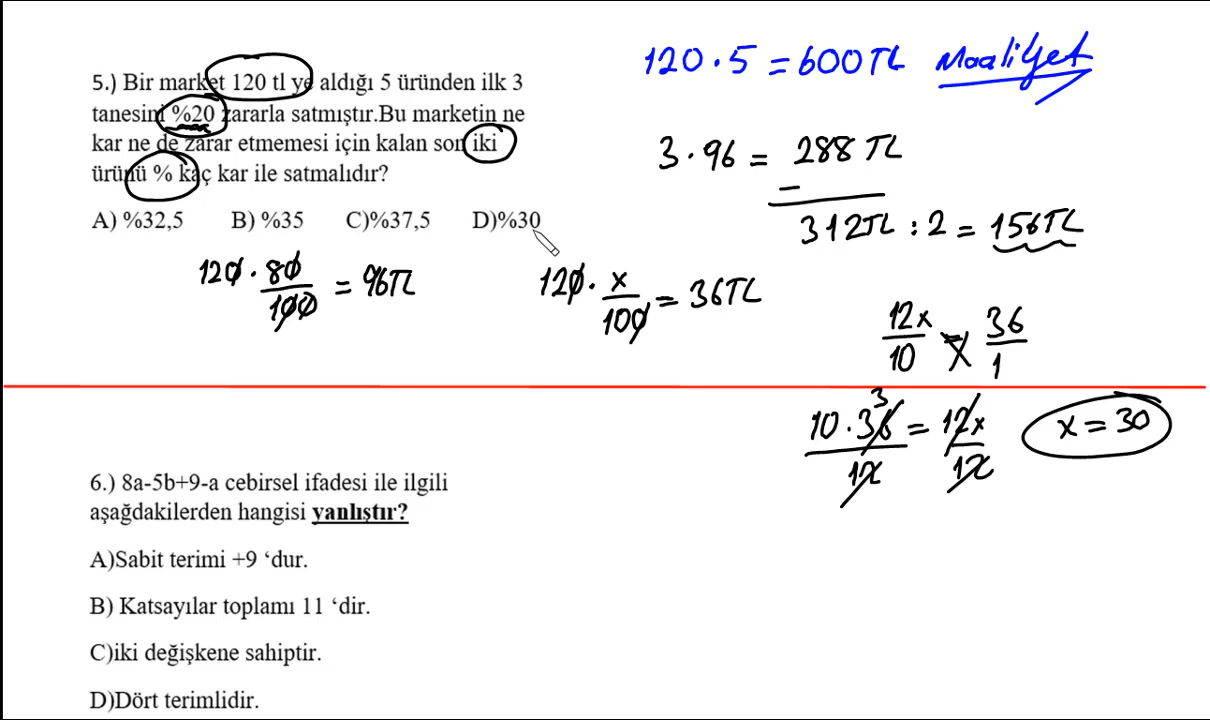 5.) Bir market 120 tl ye aldığı 5 üründen ilk 3
tanesini %20 zararla satmıştır.Bu marketin ne
kar ne de zarar etmemesi için kalan son iki
ürünü % kaç kar ile satmalıdır?
A) %32,5 B) %35 C)%37,5 D)%30
120 · 80/100 = 96TL
120 · x/100 = 36TL
120 · 5 = 600TL Maaliyet
3 · 96 = 288 TL
−
312TL : 2 = 156TL
12x/10 = 36/1
10 · 36/12 = 12x/12 x = 30
3
6.) 8a-5b+9-a cebirsel ifadesi ile ilgili
aşağdakilerden hangisi yanlıştır?
A)Sabit terimi +9 ‘dur.
B) Katsayılar toplamı 11 ‘dir.
C)iki değişkene sahiptir.
D)Dört terimlidir.